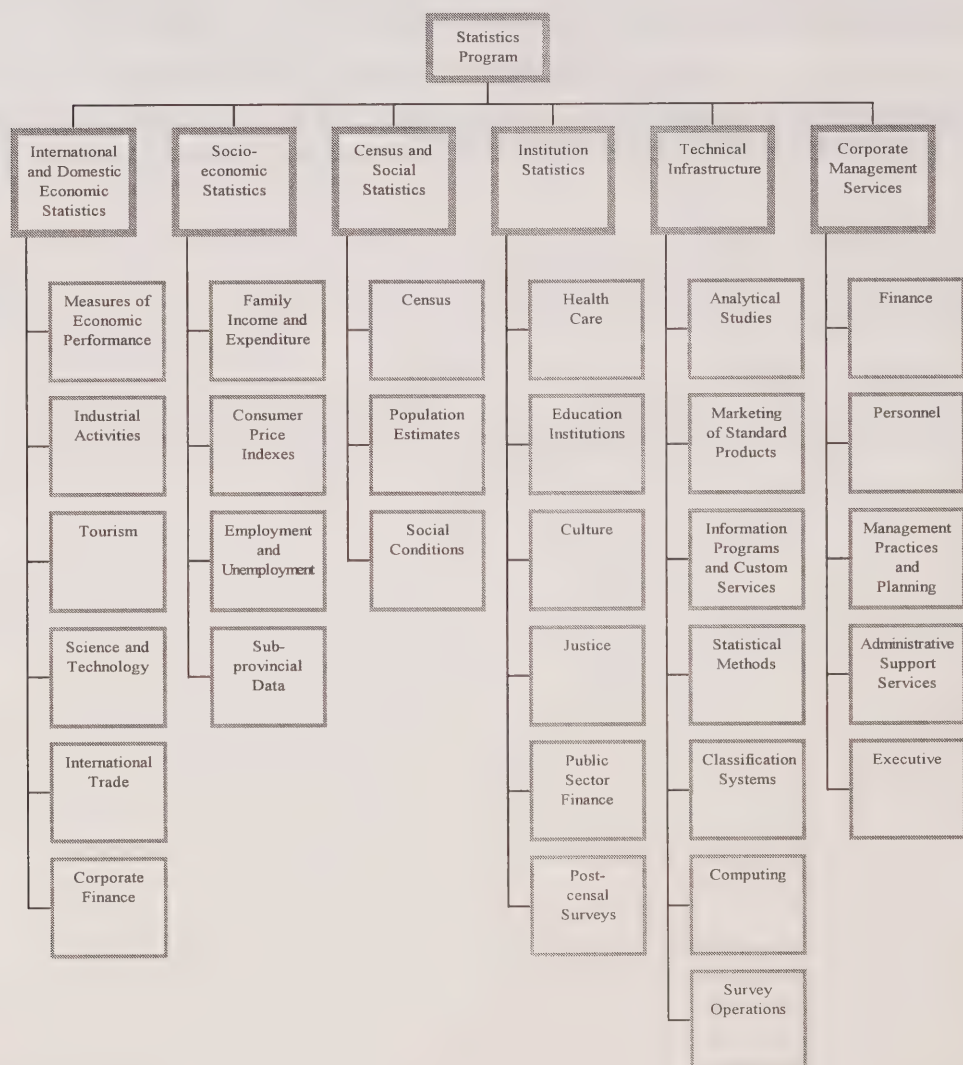 Statistics
Program
International
and Domestic
Economic
Statistics
Socio-
economic
Statistics
Census and
Social
Statistics
Institution
Statistics
Technical
Infrastructure
Corporate
Management
Services
Measures of
Economic
Performance
Industrial
Activities
Tourism
Science and
Technology
International
Trade
Corporate
Finance
Family
Income and
Expenditure
Consumer
Price
Indexes
Employment
and
Unemployment
Sub-
provincial
Data
Census
Population
Estimates
Social
Conditions
Health
Care
Education
Institutions
Culture
Justice
Public
Sector
Finance
Post-
censal
Surveys
Analytical
Studies
Marketing
of Standard
Products
Information
Programs
and Custom
Services
Statistical
Methods
Classification
Systems
Computing
Survey
Operations
Finance
Personnel
Management
Practices
and
Planning
Administrative
Support
Services
Executive